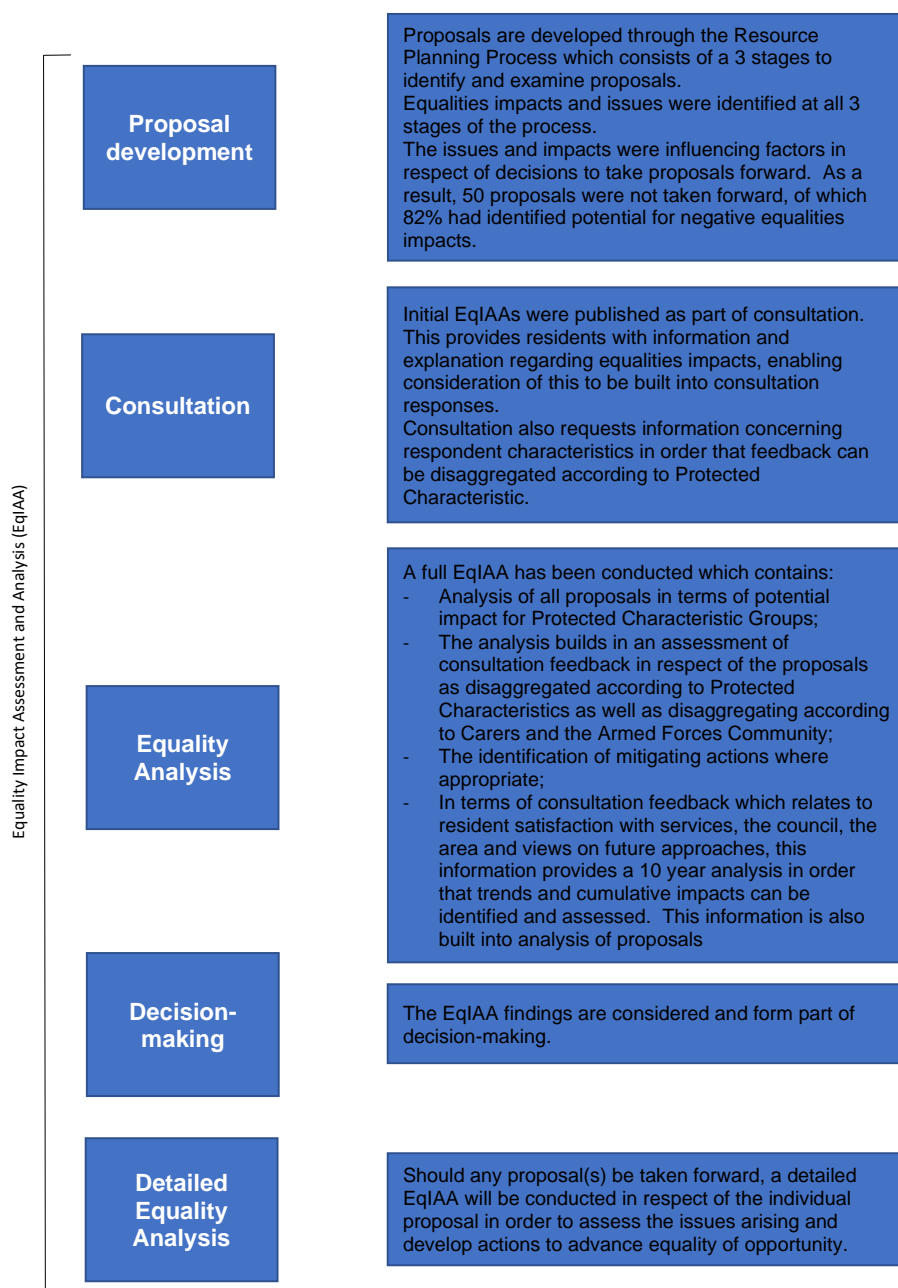 Equality Impact Assessment and Analysis (EqIAA)
Proposal
development
Proposals are developed through the Resource
Planning Process which consists of a 3 stages to
identify and examine proposals.
Equalities impacts and issues were identified at all 3
stages of the process.
The issues and impacts were influencing factors in
respect of decisions to take proposals forward.  As a
result, 50 proposals were not taken forward, of which
82% had identified potential for negative equalities
impacts.
Consultation
Initial EqIAAs were published as part of consultation.
This provides residents with information and
explanation regarding equalities impacts, enabling
consideration of this to be built into consultation
responses.
Consultation also requests information concerning
respondent characteristics in order that feedback can
be disaggregated according to Protected
Characteristic.
Equality
Analysis
A full EqIAA has been conducted which contains:
- Analysis of all proposals in terms of potential
impact for Protected Characteristic Groups;
- The analysis builds in an assessment of
consultation feedback in respect of the proposals
as disaggregated according to Protected
Characteristics as well as disaggregating according
to Carers and the Armed Forces Community;
- The identification of mitigating actions where
appropriate;
- In terms of consultation feedback which relates to
resident satisfaction with services, the council, the
area and views on future approaches, this
information provides a 10 year analysis in order
that trends and cumulative impacts can be
identified and assessed.  This information is also
built into analysis of proposals
Decision-
making
The EqIAA findings are considered and form part of
decision-making.
Detailed
Equality
Analysis
Should any proposal(s) be taken forward, a detailed
EqIAA will be conducted in respect of the individual
proposal in order to assess the issues arising and
develop actions to advance equality of opportunity.